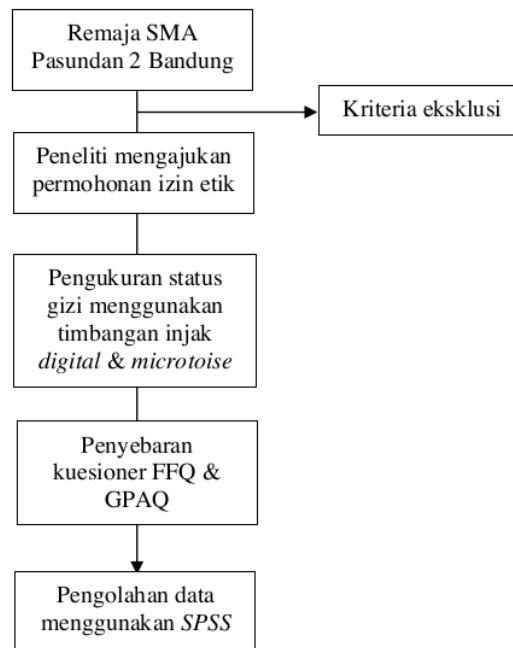 Remaja SMA
Pasundan 2 Bandung
Kriteria eksklusi
Peneliti mengajukan
permohonan izin etik
Pengukuran status
gizi menggunakan
timbangan injak
digital & microtoise
Penyebaran
kuesioner FFQ &
GPAQ
Pengolahan data
menggunakan SPSS